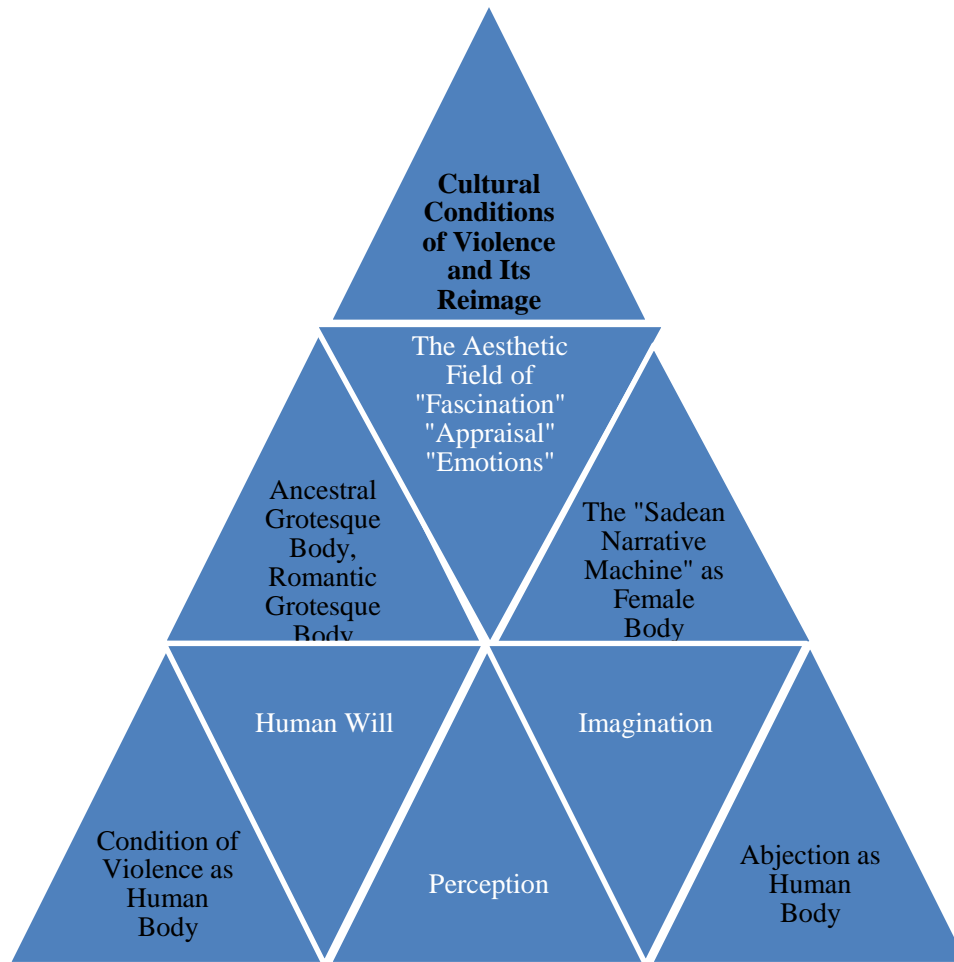 Cultural
Conditions
of Violence
and Its
Reimage
The Aesthetic
Field of
"Fascination"
"Appraisal"
"Emotions"
Ancestral
Grotesque
Body,
Romantic
Grotesque
Body
The "Sadean
Narrative
Machine" as
Female
Body
Human Will
Imagination
Condition of
Violence as
Human
Body
Perception
Abjection as
Human
Body